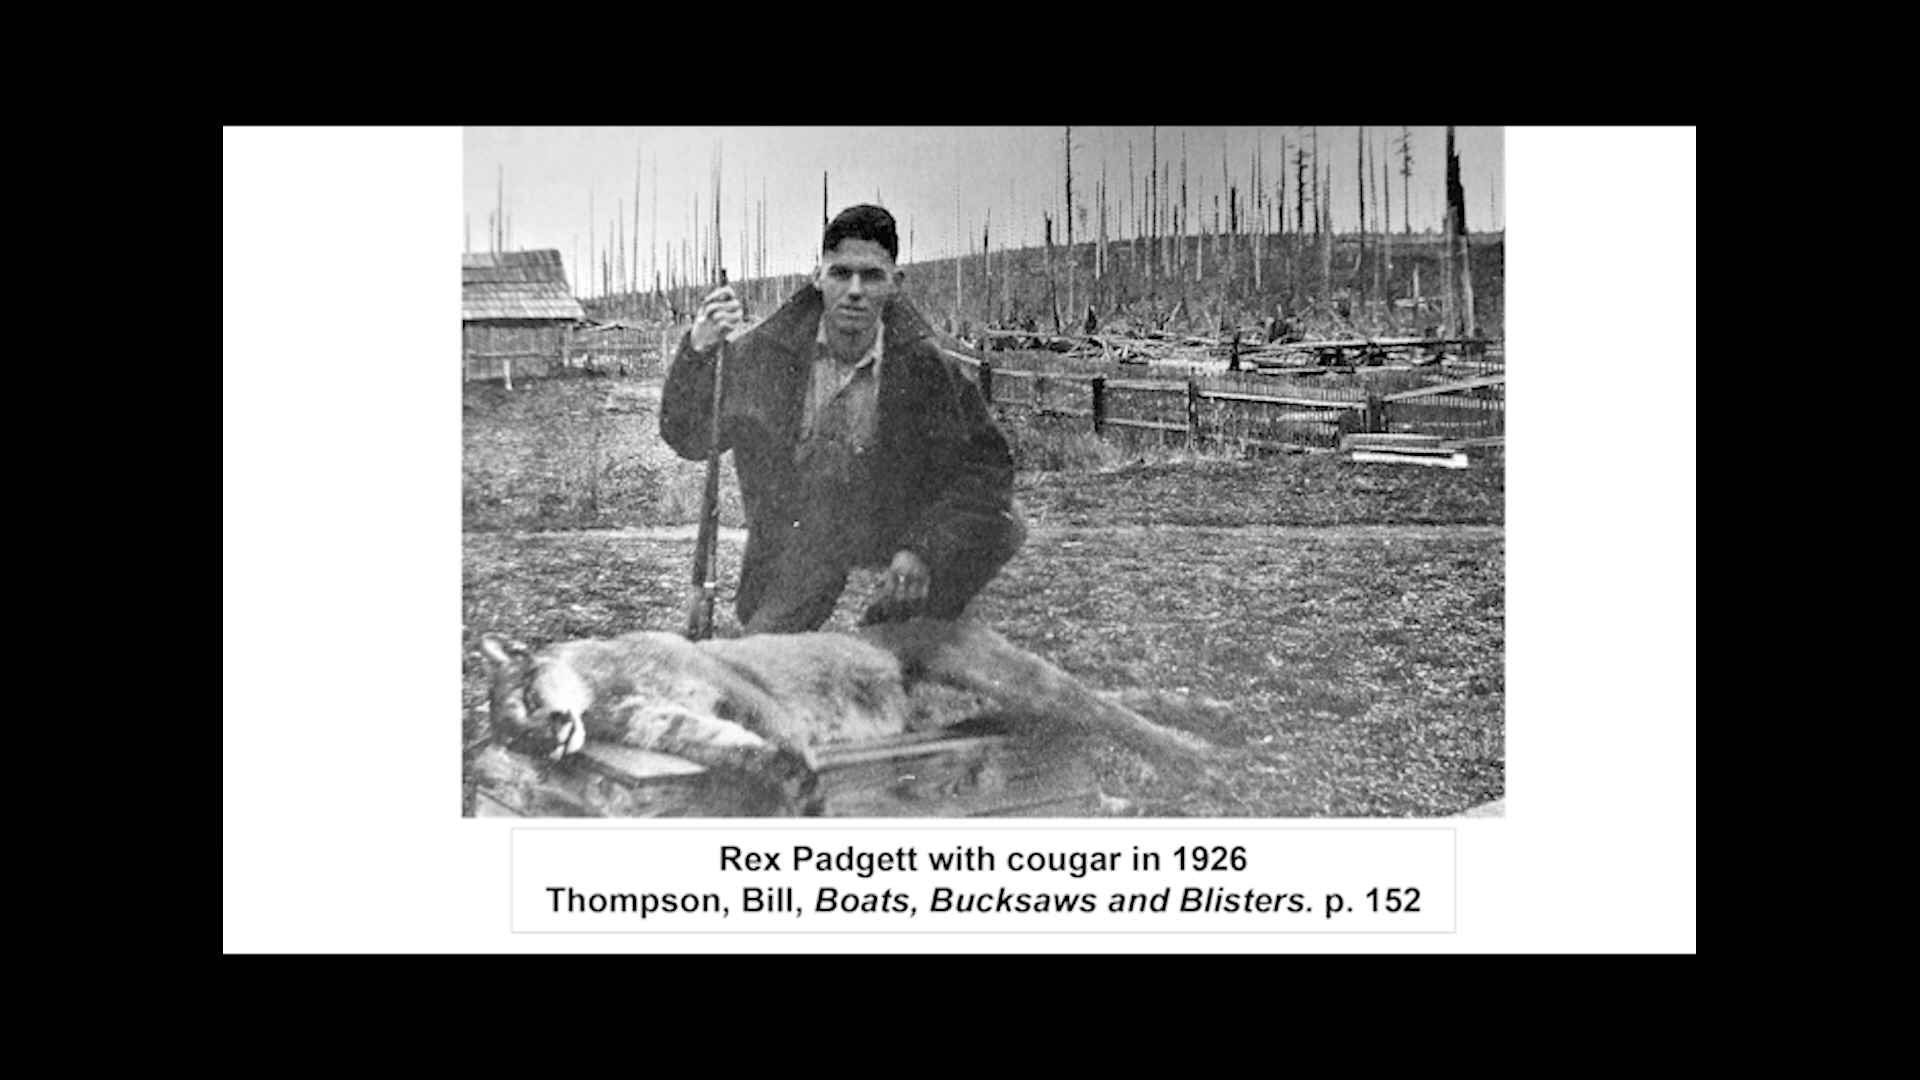 Rex Padgett with cougar in 1926
Thompson, Bill, Boats, Bucksaws and Blisters. p. 152